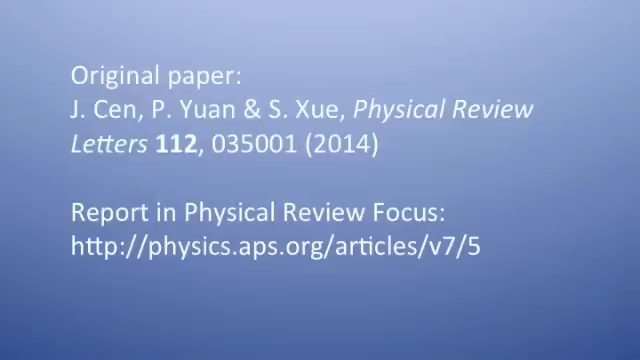 Original paper:
J. Cen, P. Yuan & S. Xue, Physical Review
Letters 112, 035001 (2014)
Report in Physical Review Focus:
http://physics.aps.org/articles/v7/5